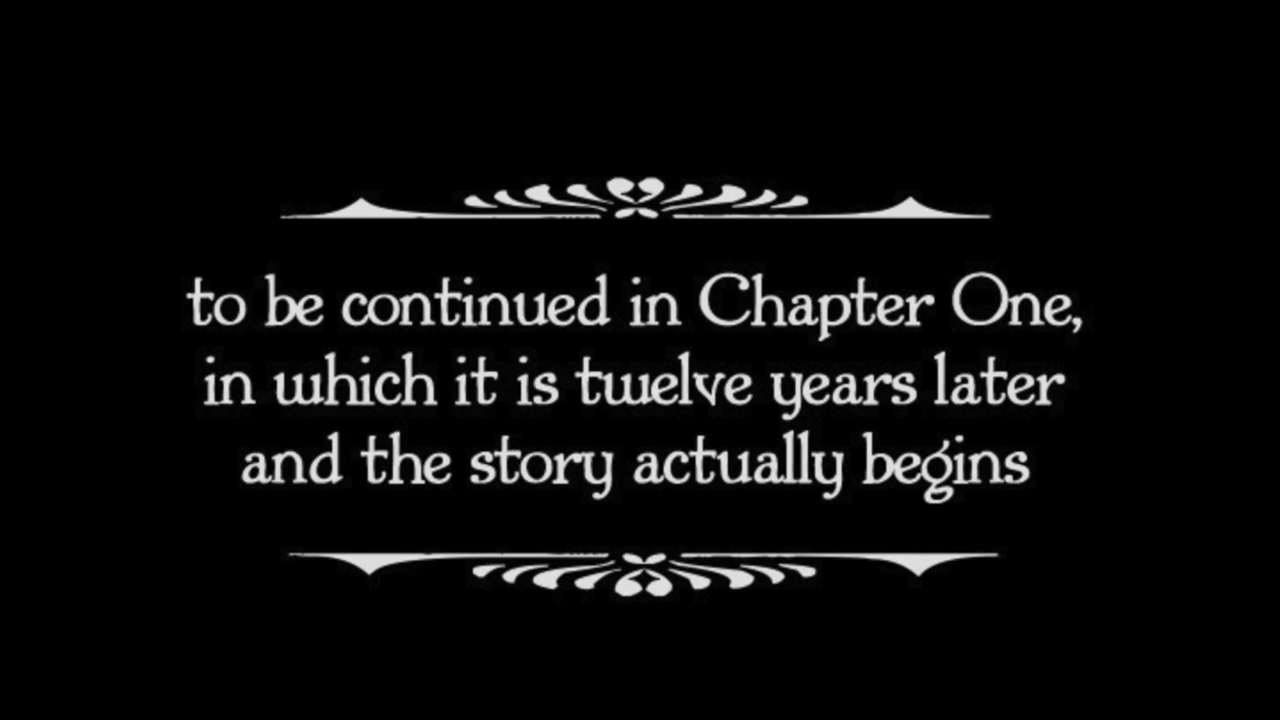 to be continued in Chapter One,
in which it is twelve years later
and the story actually begins